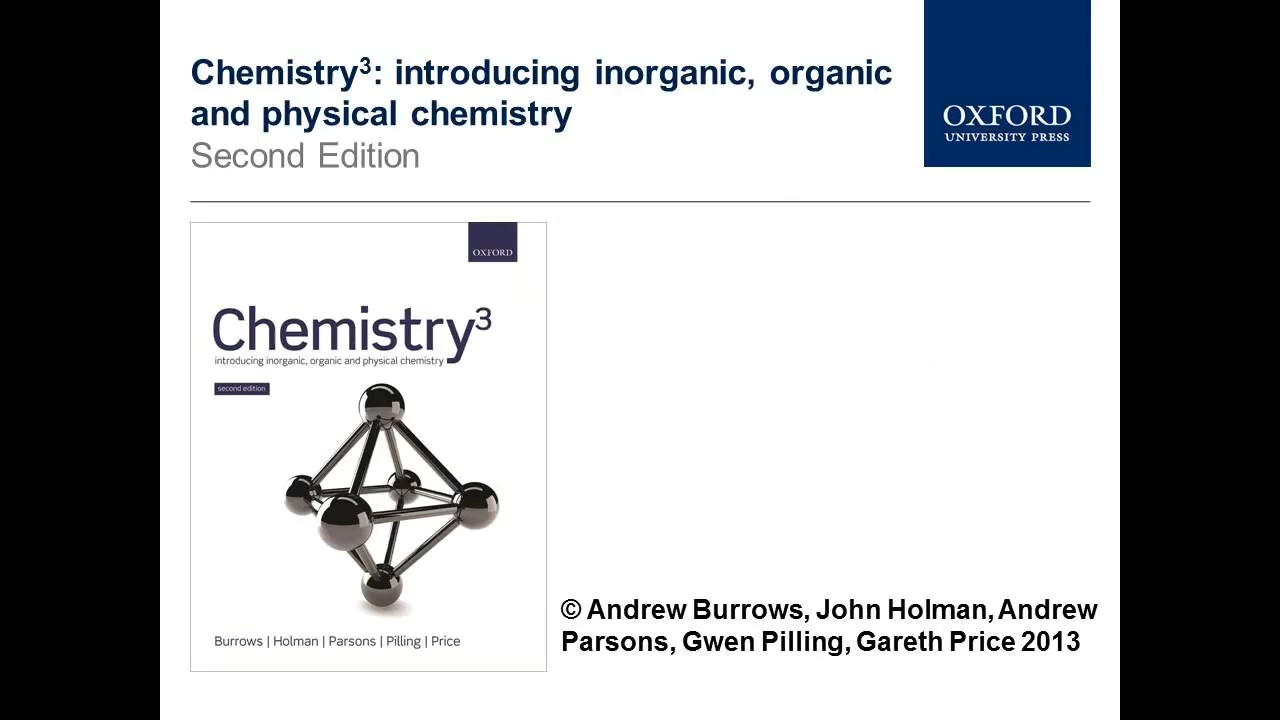 Chemistry³: introducing inorganic, organic
and physical chemistry
Second Edition
OXFORD
UNIVERSITY PRESS
OXFORD
Chemistry³
introducing inorganic, organic and physical chemistry
second edition
Burrows | Holman | Parsons | Pilling | Price
© Andrew Burrows, John Holman, Andrew
Parsons, Gwen Pilling, Gareth Price 2013